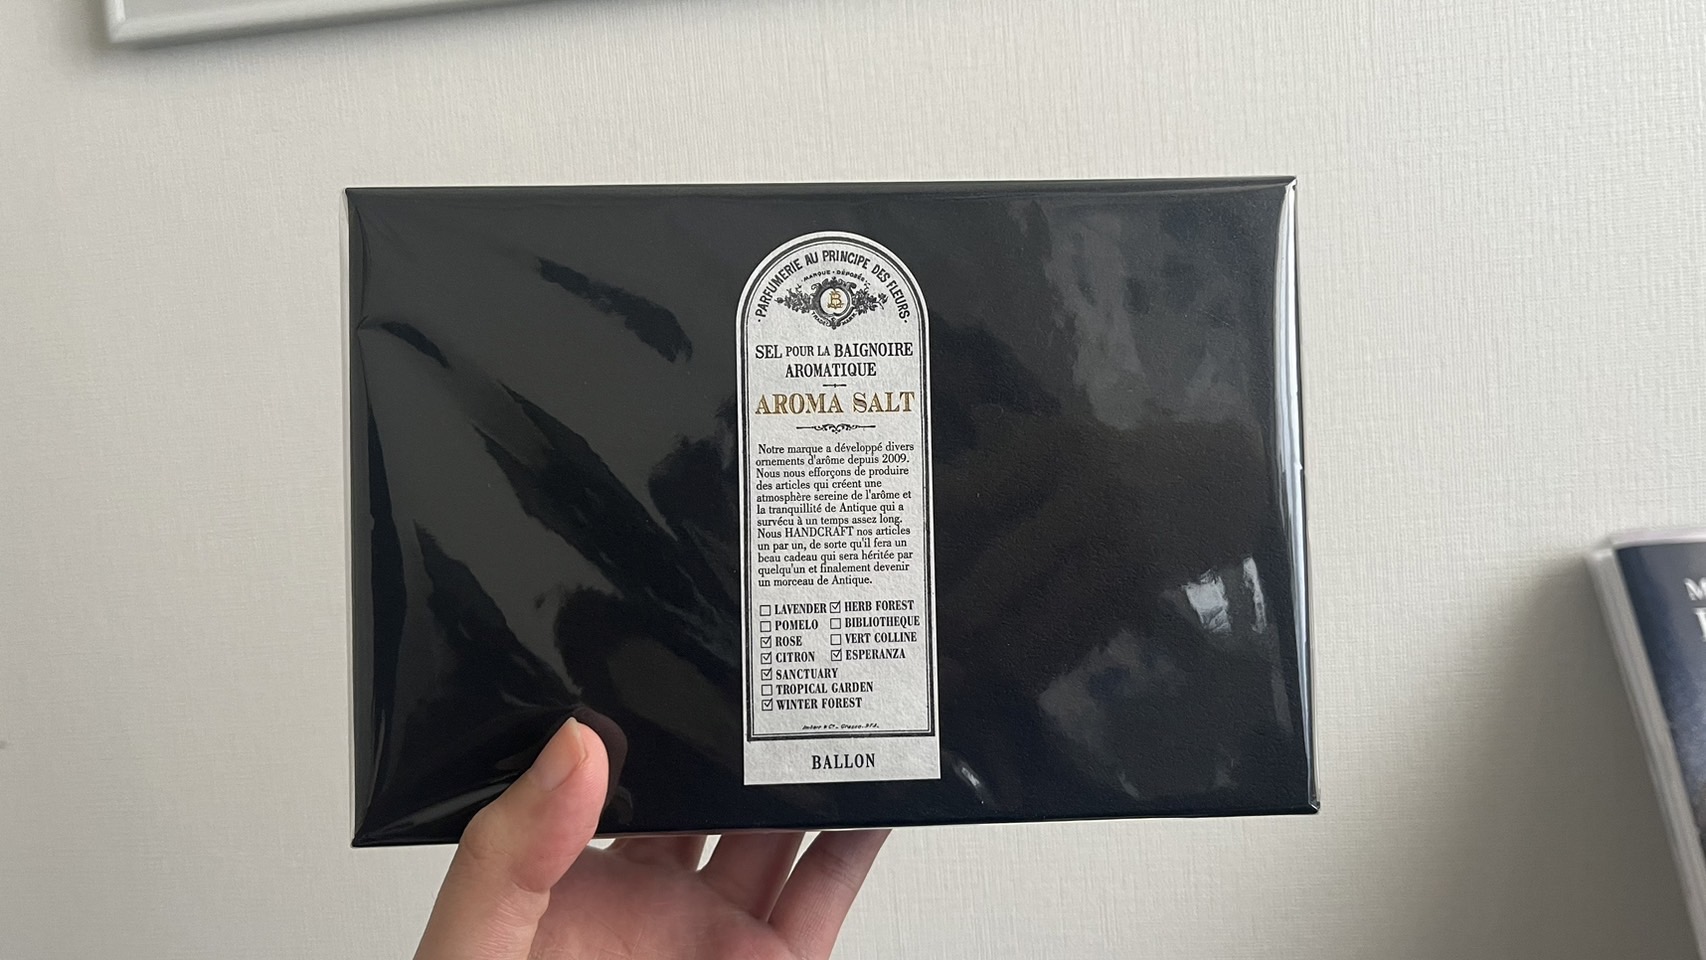 · PARFUMERIE AU PRINCIPE DES FLEURS ·
MARQUE · DÉPOSÉE
B
TRADE MARK
SEL POUR LA BAIGNOIRE
AROMATIQUE
AROMA SALT
Notre marque a développé divers
ornements d'arôme depuis 2009.
Nous nous efforçons de produire
des articles qui créent une
atmosphère sereine de l'arôme et
la tranquillité de Antique qui a
survécu à un temps assez long.
Nous HANDCRAFT nos articles
un par un, de sorte qu'il fera un
beau cadeau qui sera héritée par
quelqu'un et finalement devenir
un morceau de Antique.
☐ LAVENDER ☑ HERB FOREST
☐ POMELO ☐ BIBLIOTHEQUE
☑ ROSE ☐ VERT COLLINE
☑ CITRON ☑ ESPERANZA
☑ SANCTUARY
☐ TROPICAL GARDEN
☑ WINTER FOREST
BALLON